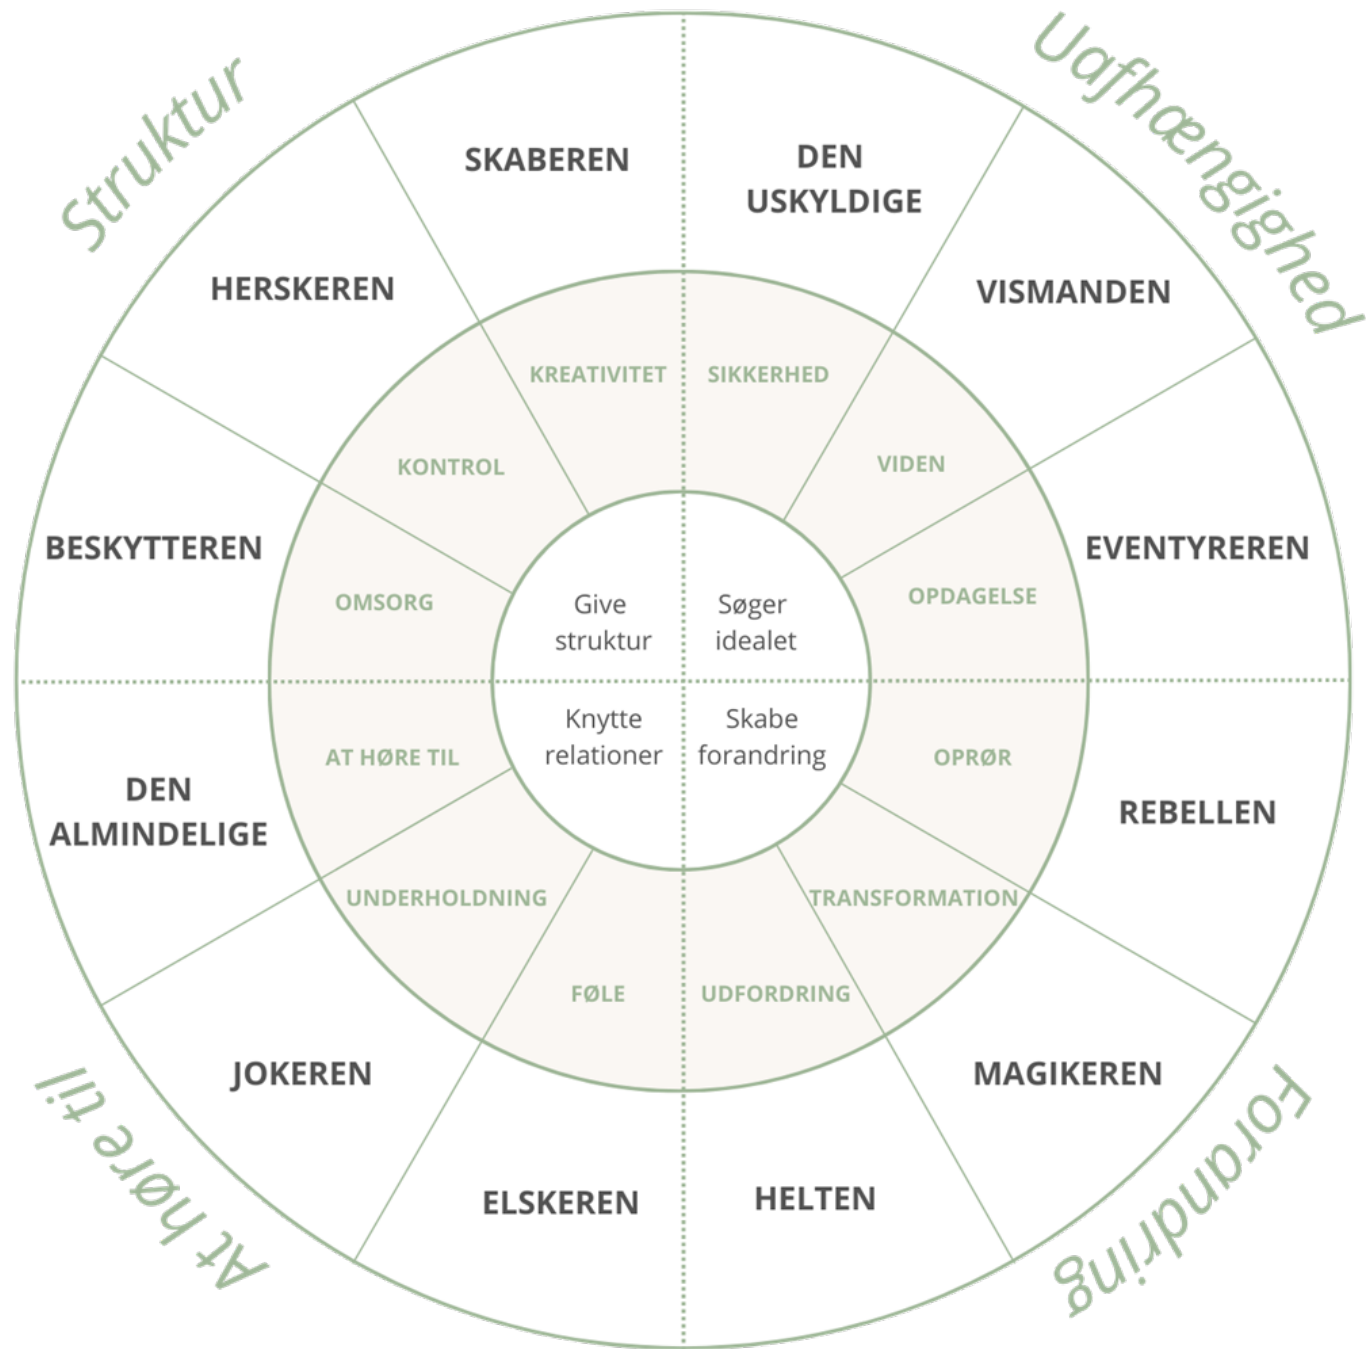 Struktur
Uafhængighed
SKABEREN
DEN
USKYLDIGE
HERSKEREN
VISMANDEN
KREATIVITET
SIKKERHED
KONTROL
VIDEN
BESKYTTEREN
EVENTYREREN
OMSORG
OPDAGELSE
Give
struktur
Søger
idealet
Knytte
relationer
Skabe
forandring
AT HØRE TIL
OPRØR
DEN
ALMINDELIGE
REBELLEN
UNDERHOLDNING
TRANSFORMATION
FØLE
UDFORDRING
JOKEREN
MAGIKEREN
ELSKEREN
HELTEN
At høre til
Forandring